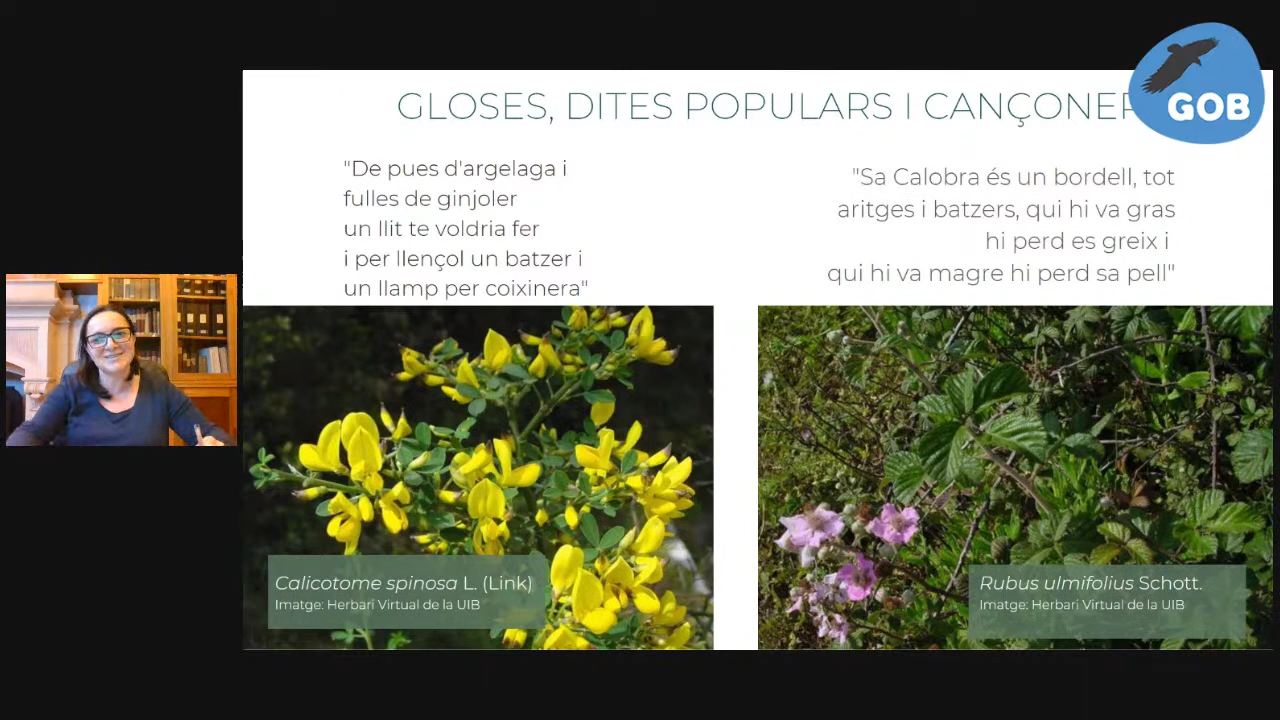 GLOSES, DITES POPULARS I CANÇONER
GOB
"De pues d'argelaga i
fulles de ginjoler
un llit te voldria fer
i per llençol un batzer i
un llamp per coixinera"
"Sa Calobra és un bordell, tot
aritges i batzers, qui hi va gras
hi perd es greix i
qui hi va magre hi perd sa pell"
Calicotome spinosa L. (Link)
Imatge: Herbari Virtual de la UIB
Rubus ulmifolius Schott.
Imatge: Herbari Virtual de la UIB